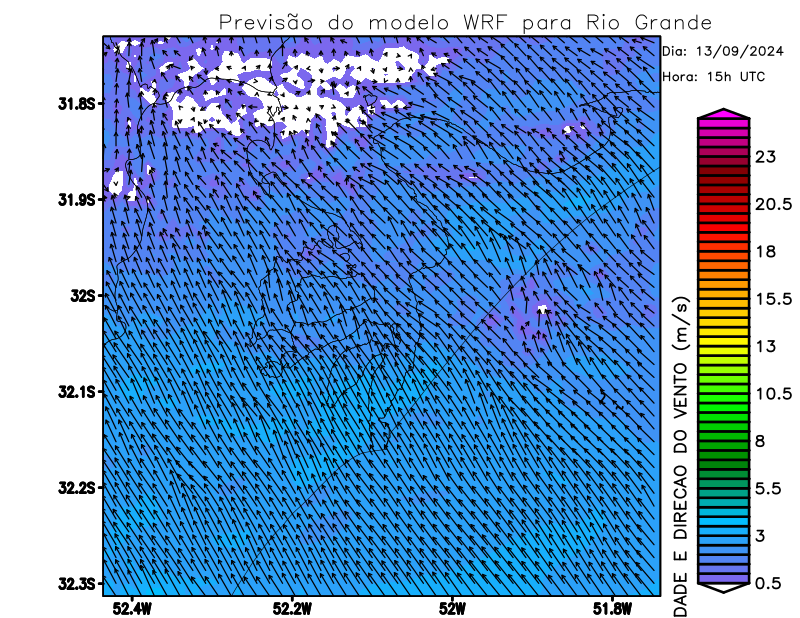 Previsão do modelo WRF para Rio Grande
Dia: 13/09/2024
Hora: 15h UTC
31.8S
31.9S
32S
32.1S
32.2S
32.3S
52.4W
52.2W
52W
51.8W
23
20.5
18
15.5
13
10.5
8
5.5
3
0.5
DADE E DIRECAO DO VENTO (m/s)